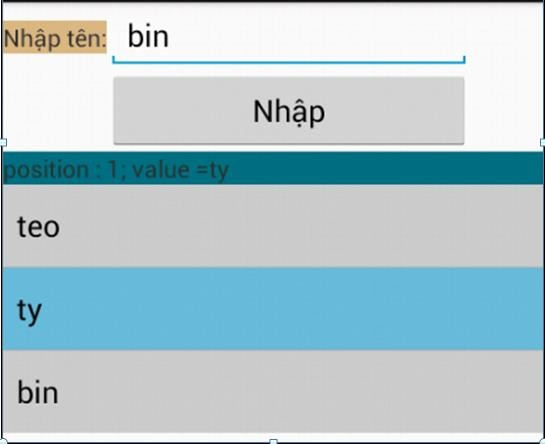 Nhập tên: bin
Nhập
position : 1; value =ty
teo
ty
bin